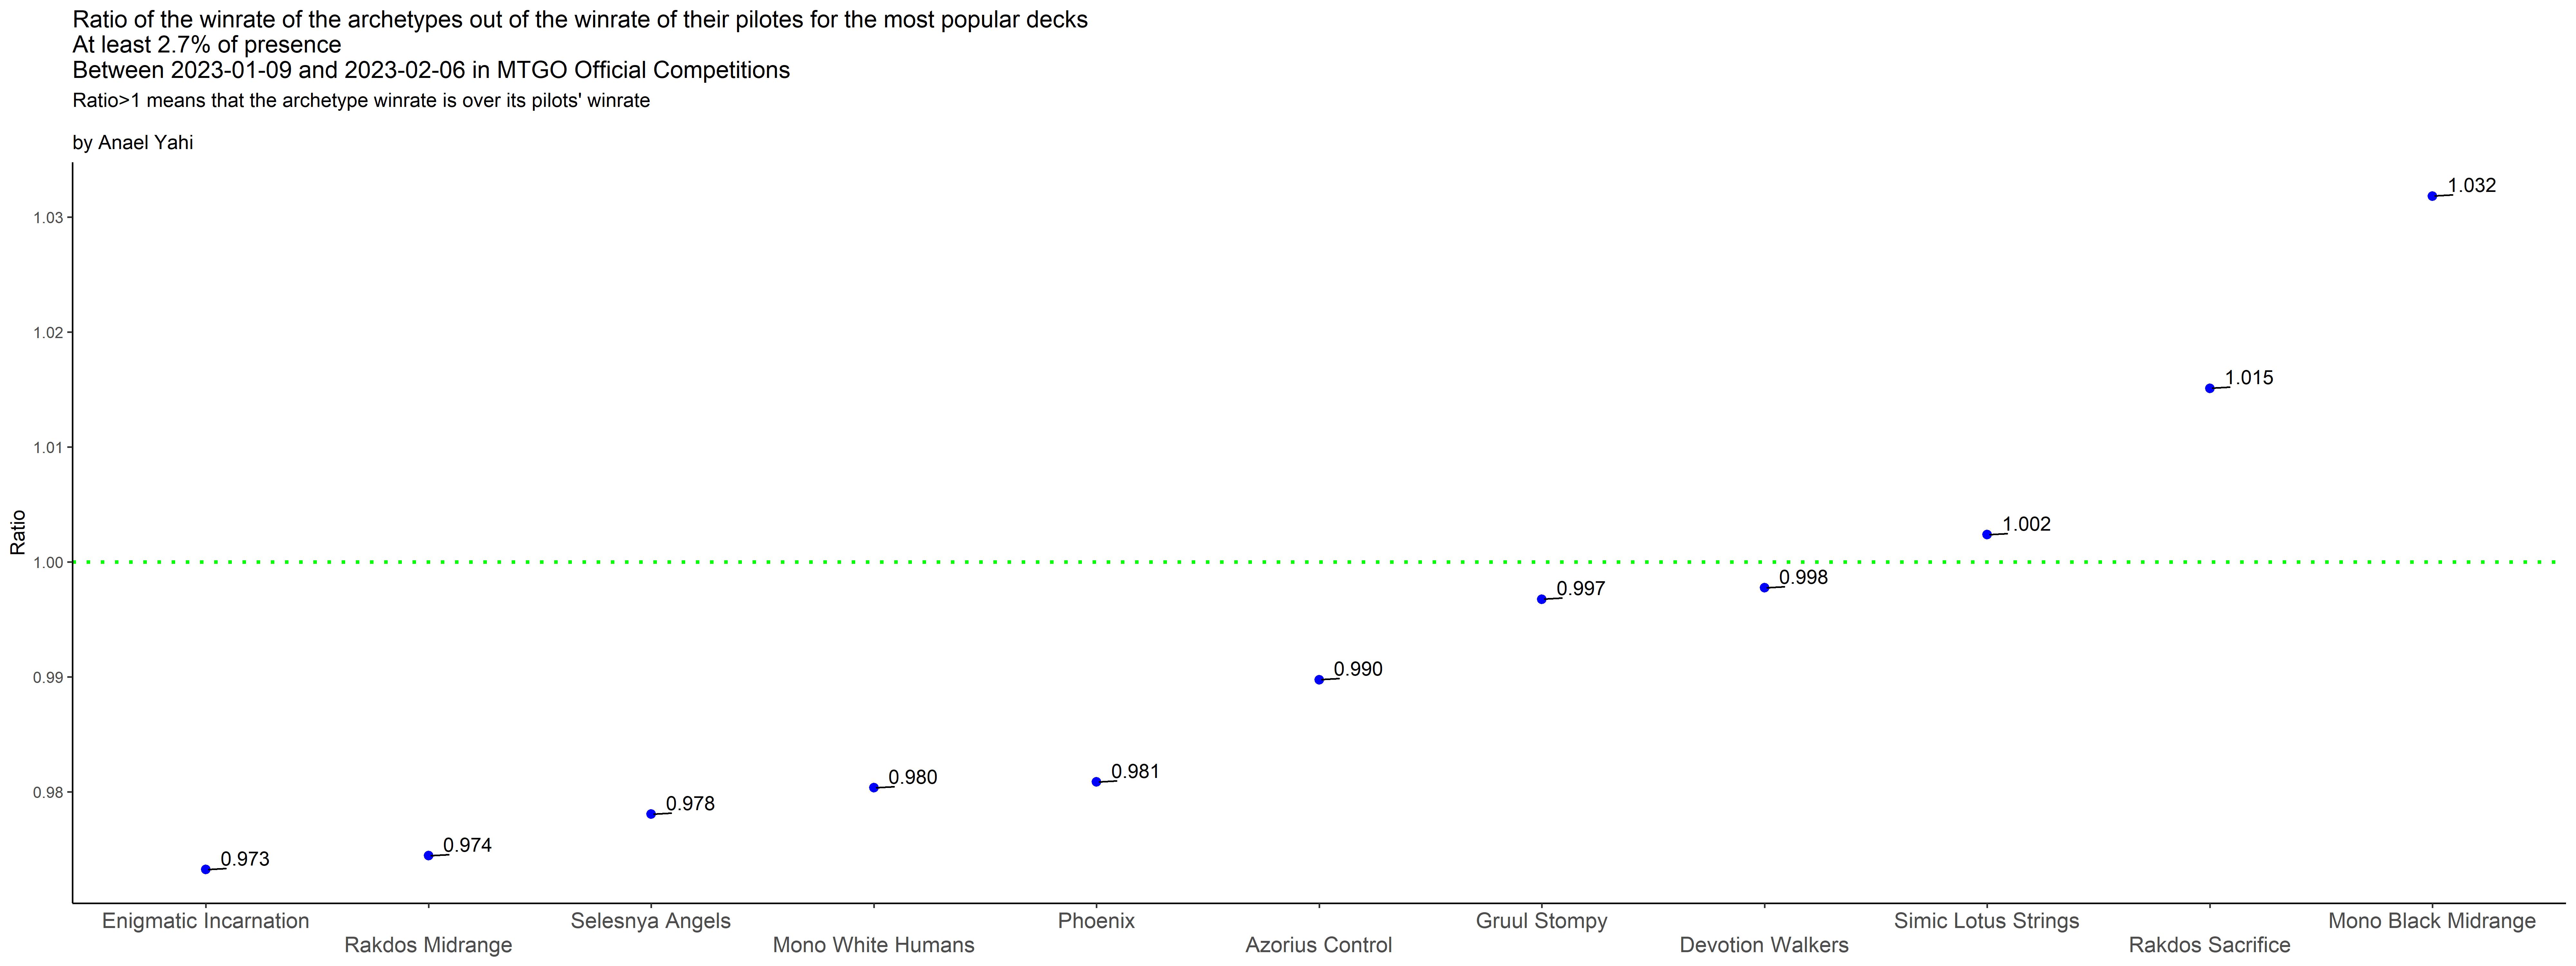 Ratio of the winrate of the archetypes out of the winrate of their pilotes for the most popular decks
At least 2.7% of presence
Between 2023-01-09 and 2023-02-06 in MTGO Official Competitions
Ratio>1 means that the archetype winrate is over its pilots' winrate
by Anael Yahi
1.03
1.02
1.01
1.00
0.99
0.98
Ratio
0.973
0.974
0.978
0.980
0.981
0.990
0.997
0.998
1.002
1.015
1.032
Enigmatic Incarnation
Rakdos Midrange
Selesnya Angels
Mono White Humans
Phoenix
Azorius Control
Gruul Stompy
Devotion Walkers
Simic Lotus Strings
Rakdos Sacrifice
Mono Black Midrange